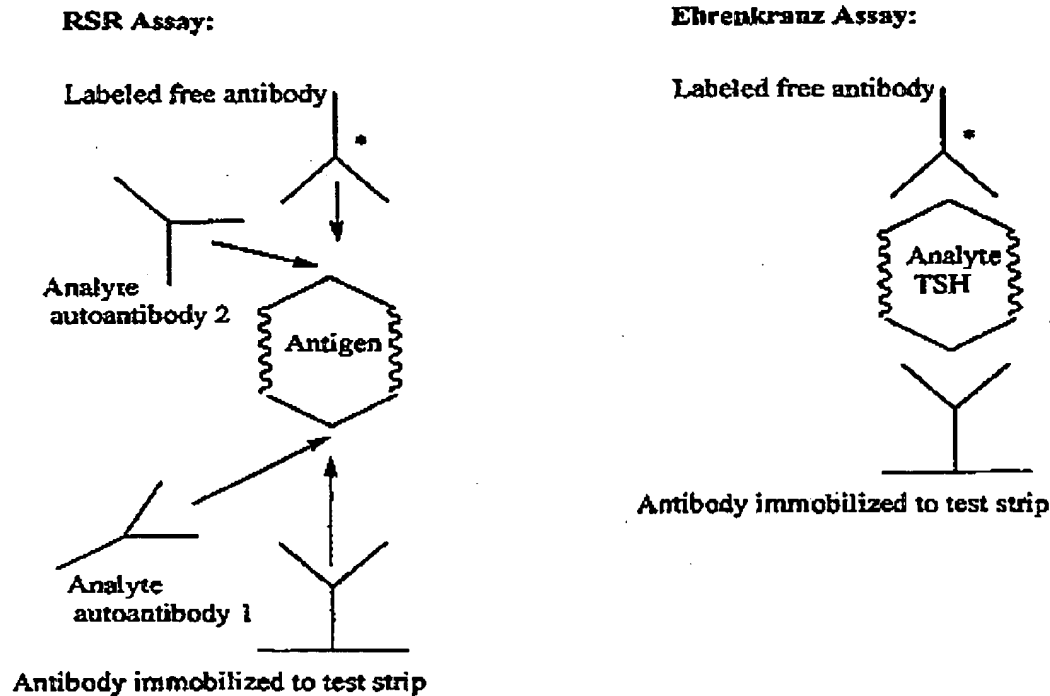 RSR Assay:
Labeled free antibody
*
Analyte
autoantibody 2
Antigen
Analyte
autoantibody 1
Antibody immobilized to test strip
Ehrenkranz Assay:
Labeled free antibody
*
Analyte
TSH
Antibody immobilized to test strip